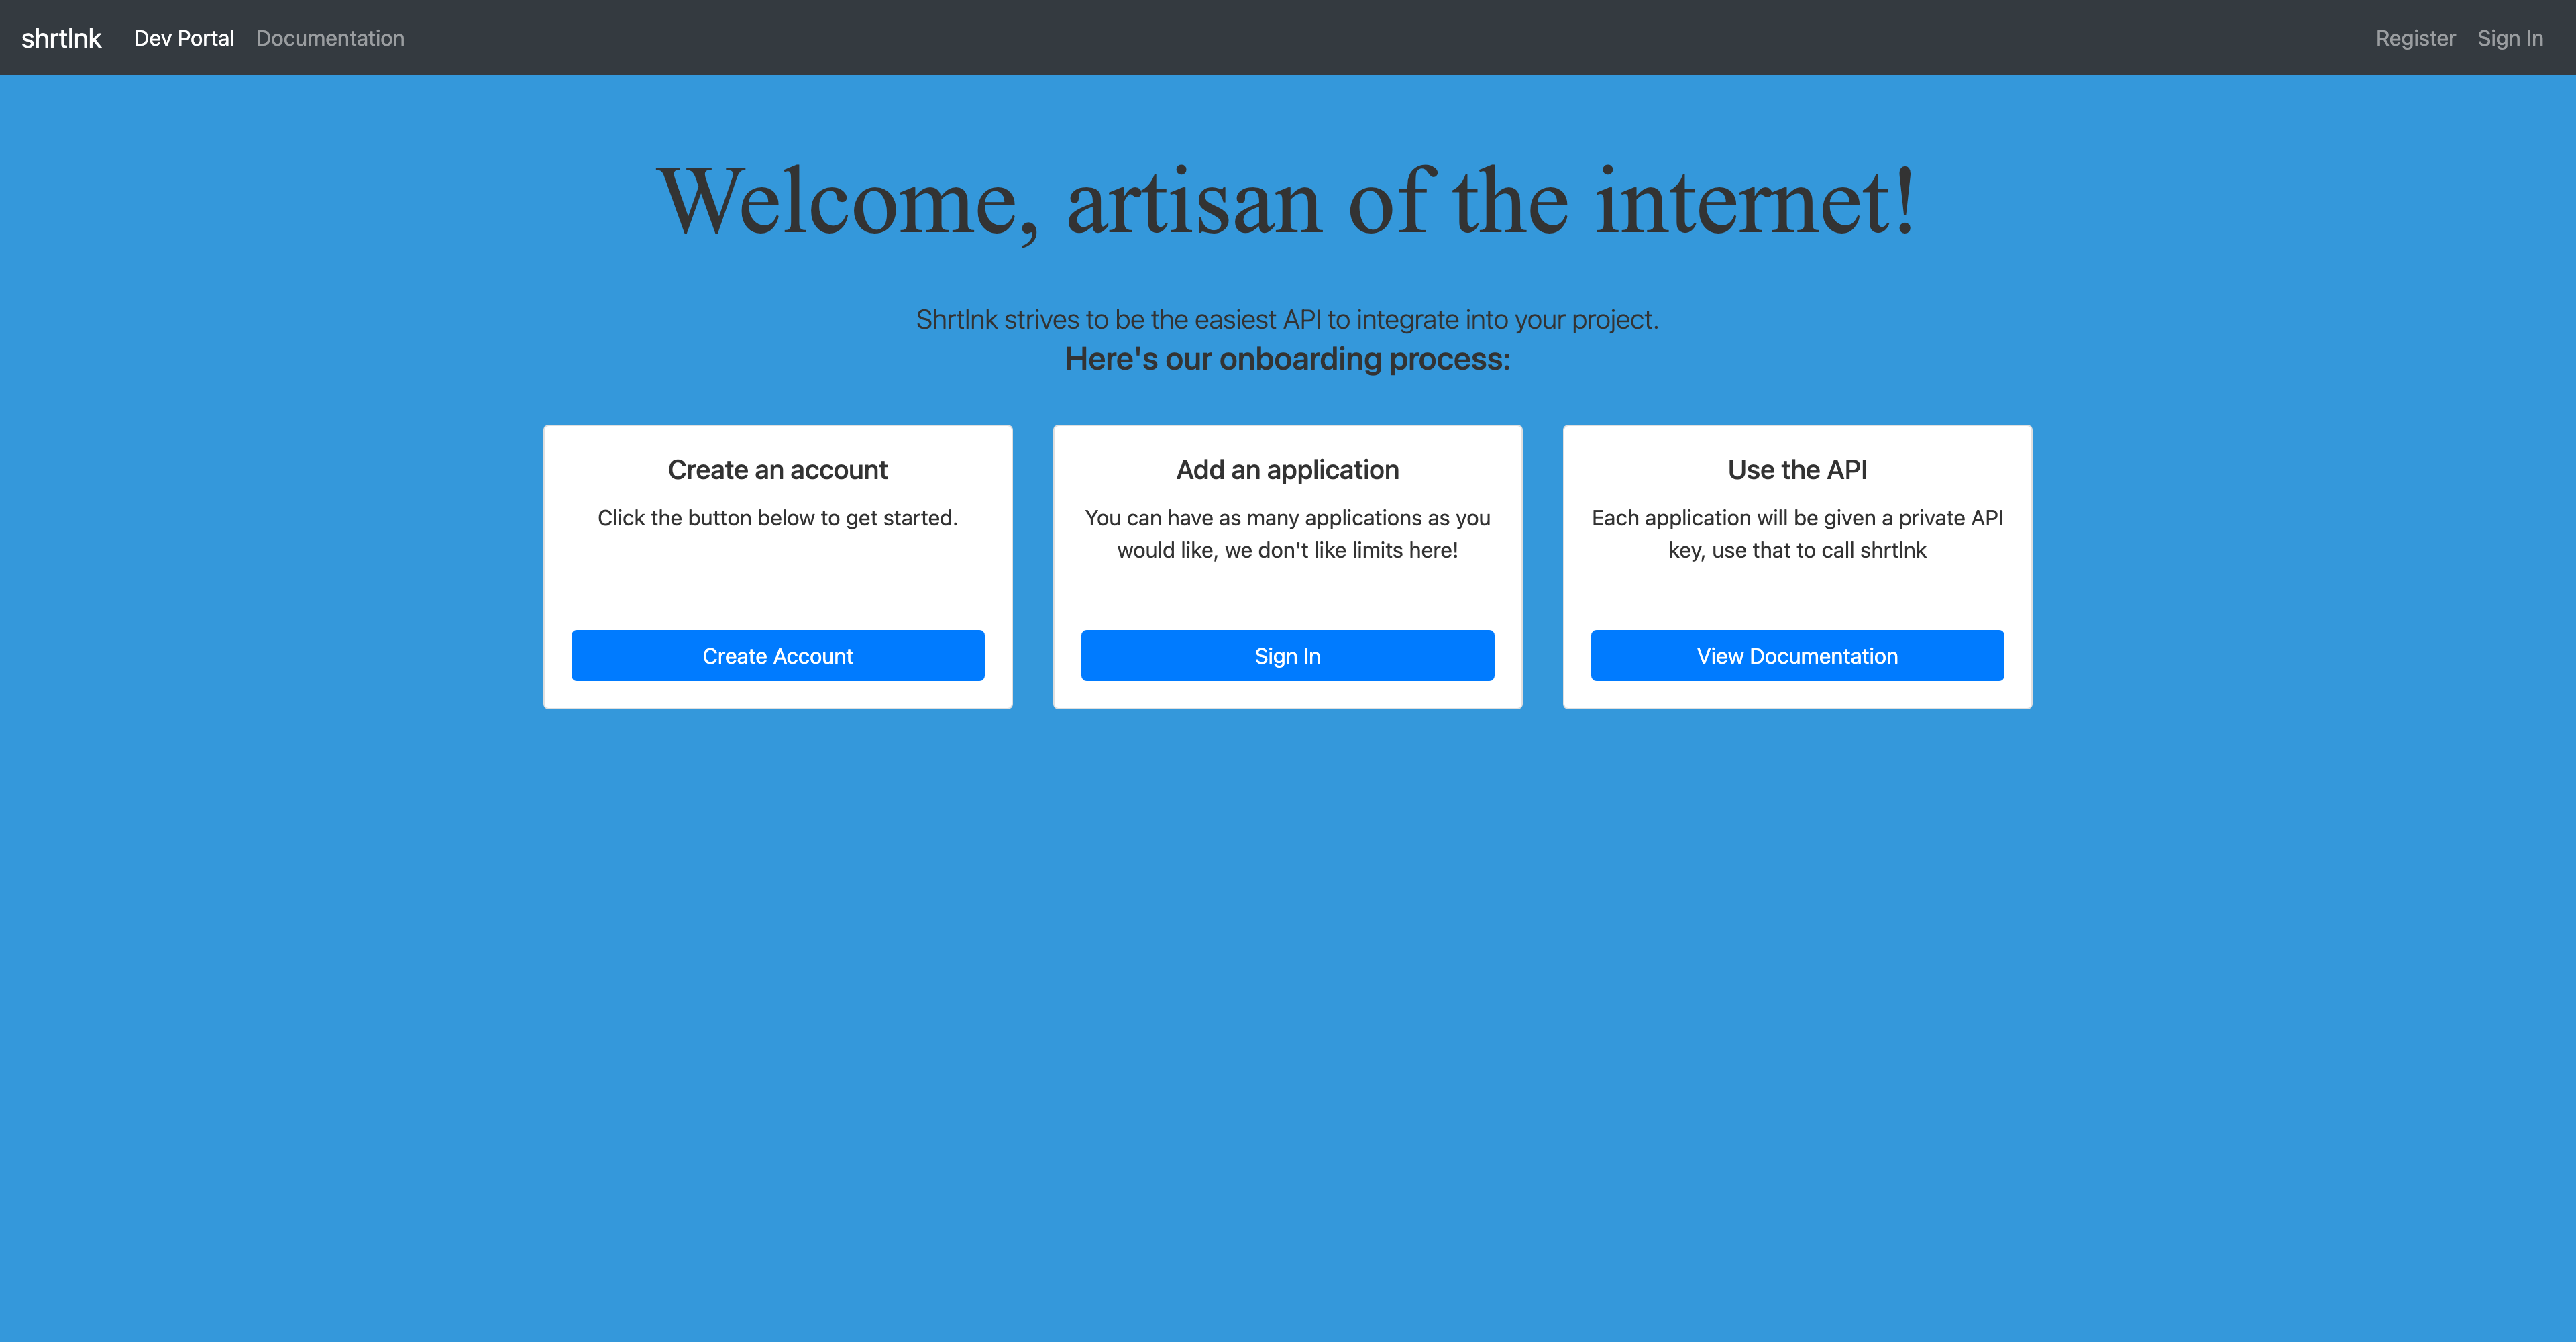 shrtlnk Dev Portal Documentation Register Sign In
Welcome, artisan of the internet!
Shrtlnk strives to be the easiest API to integrate into your project.
Here's our onboarding process:
Create an account
Click the button below to get started.
Create Account
Add an application
You can have as many applications as you
would like, we don't like limits here!
Sign In
Use the API
Each application will be given a private API
key, use that to call shrtlnk
View Documentation